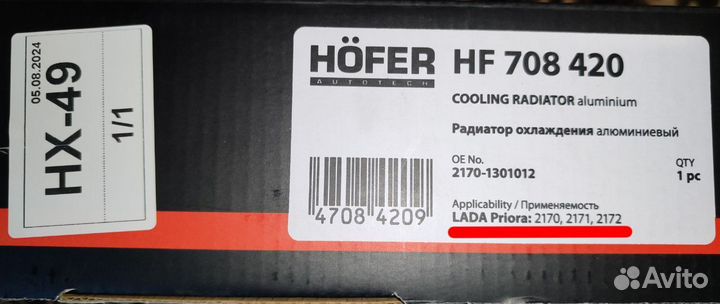 05.08.2024
HX-49
1/1
HÖFER
AUTOTECH
HF 708 420
COOLING RADIATOR aluminium
Радиатор охлаждения алюминиевый
OE No.
2170-1301012
QTY
1 pc
4708 4209
Applicability / Применяемость
LADA Priora: 2170, 2171, 2172
Avito